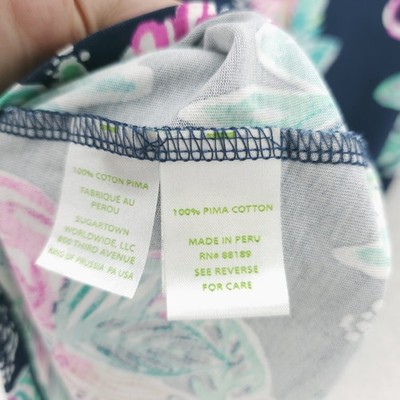 100% COTON PIMA
FABRIQUE AU
PEROU
SUGARTOWN
WORLDWIDE, LLC
800 THIRD AVENUE
KING OF PRUSSIA PA USA
100% PIMA COTTON
MADE IN PERU
RN# 88189
SEE REVERSE
FOR CARE